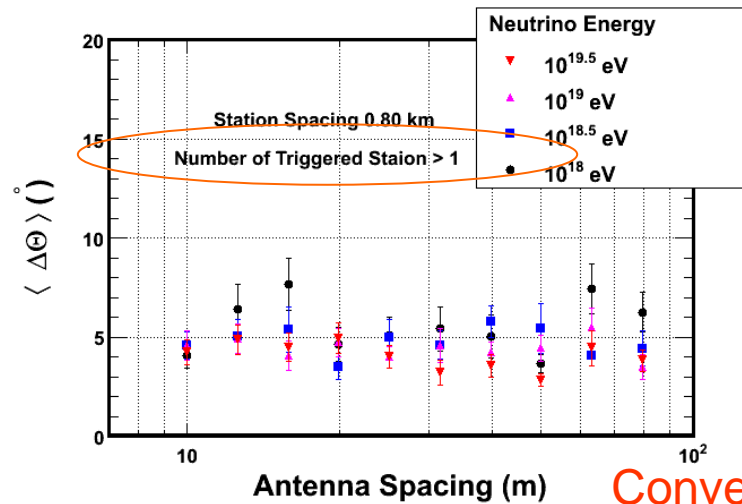 Neutrino Energy
10^19.5 eV
10^19 eV
10^18.5 eV
10^18 eV
20
15
10
5
0
Station Spacing 0.80 km
Number of Triggered Staion > 1
⟨ ΔΘ ⟩ (°)
10
10^2
Antenna Spacing (m)
Conve